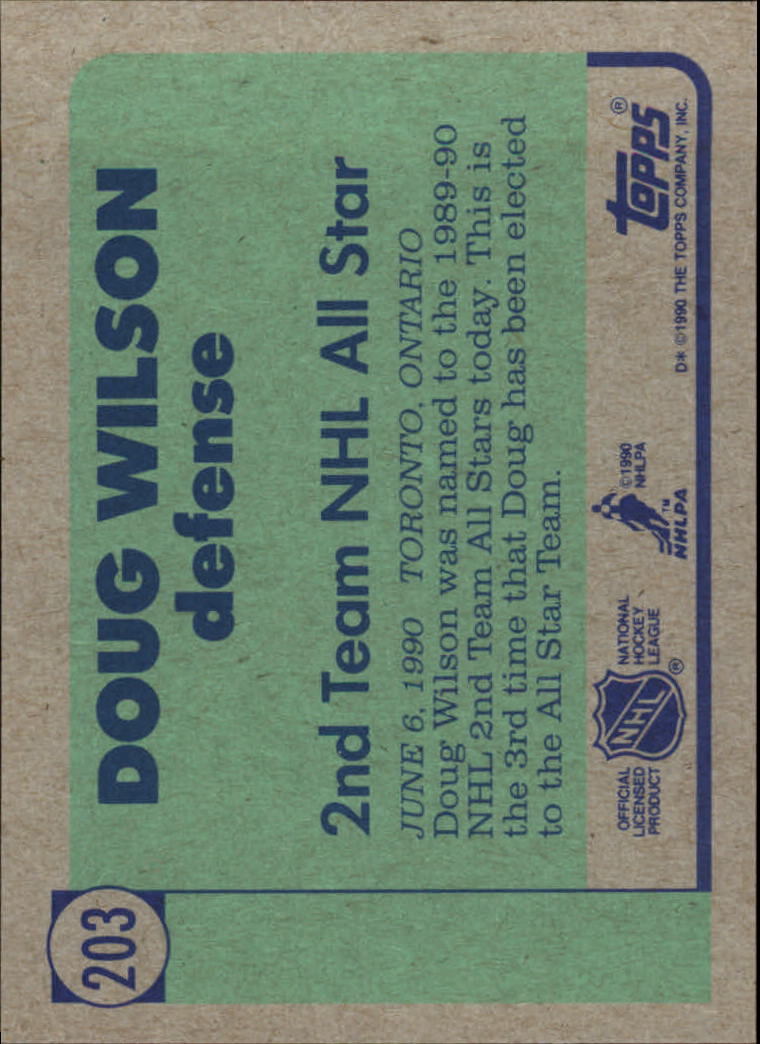 203
DOUG WILSON
defense
2nd Team NHL All Star
JUNE 6, 1990 TORONTO, ONTARIO
Doug Wilson was named to the 1989-90
NHL 2nd Team All Stars today. This is
the 3rd time that Doug has been elected
to the All Star Team.
OFFICIAL
LICENSED
PRODUCT
NHL
®
NATIONAL
HOCKEY
LEAGUE
©1990
NHLPA
™
NHLPA
topps®
D* ©1990 THE TOPPS COMPANY, INC.